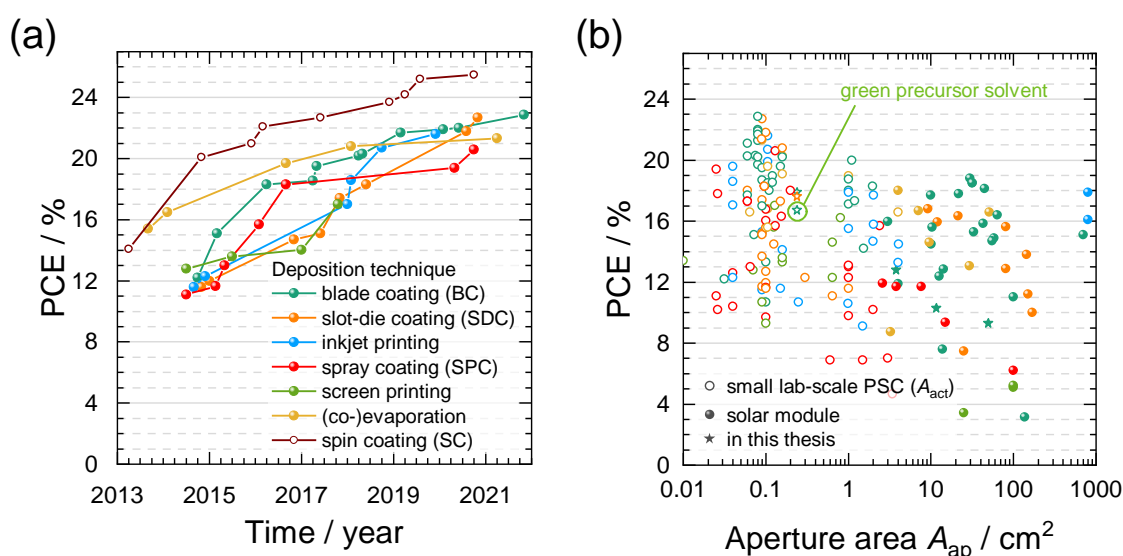 (a)
PCE / %
24
20
16
12
8
4
0
2013 2015 2017 2019 2021
Time / year
Deposition technique
blade coating (BC)
slot-die coating (SDC)
inkjet printing
spray coating (SPC)
screen printing
(co-)evaporation
spin coating (SC)
(b)
PCE / %
24
20
16
12
8
4
0
0.01 0.1 1 10 100 1000
Aperture area A_ap / cm²
green precursor solvent
small lab-scale PSC (A_act)
solar module
in this thesis